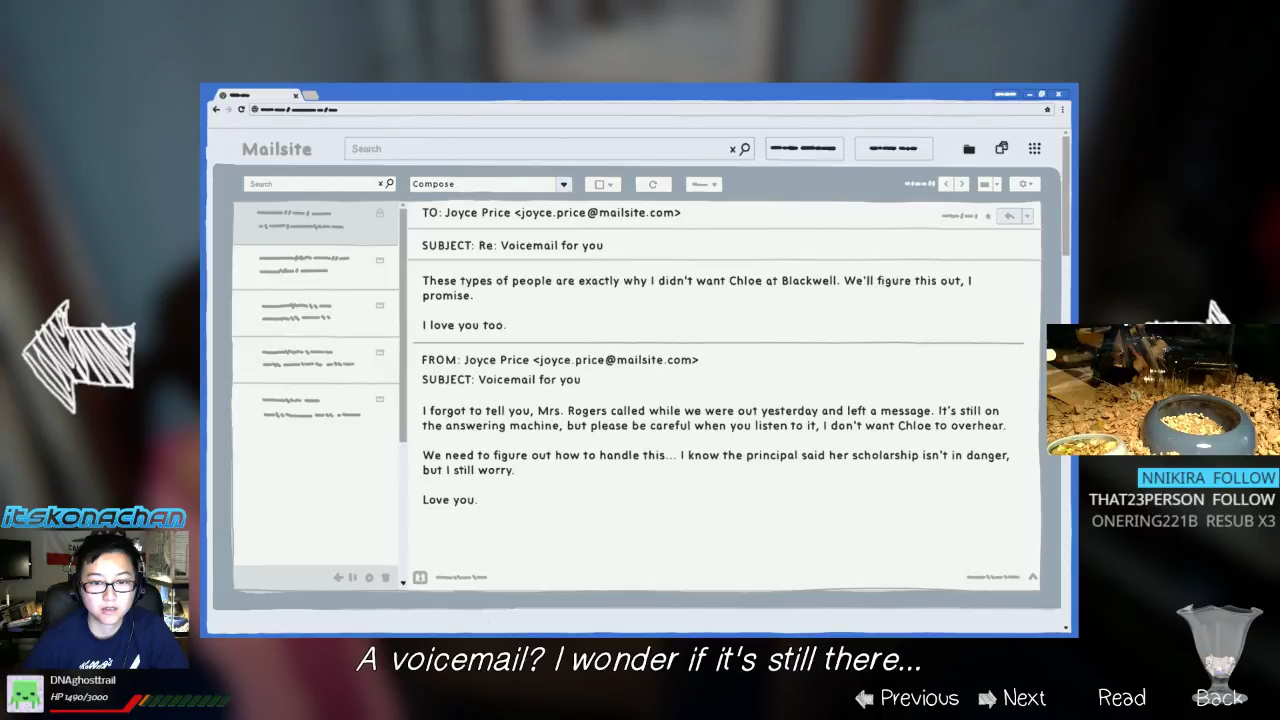 Mailsite
Search
x
Search
x
Compose
TO: Joyce Price <joyce.price@mailsite.com>
SUBJECT: Re: Voicemail for you
These types of people are exactly why I didn't want Chloe at Blackwell. We'll figure this out, I
promise.
I love you too.
FROM: Joyce Price <joyce.price@mailsite.com>
SUBJECT: Voicemail for you
I forgot to tell you, Mrs. Rogers called while we were out yesterday and left a message. It's still on
the answering machine, but please be careful when you listen to it, I don't want Chloe to overhear.
We need to figure out how to handle this... I know the principal said her scholarship isn't in danger,
but I still worry.
Love you.
NNIKIRA FOLLOW
THAT23PERSON FOLLOW
ONERING221B RESUB X3
itskonachan
A voicemail? I wonder if it's still there...
DNAghosttrail
HP 1490/3000
Previous
Next
Read
Back